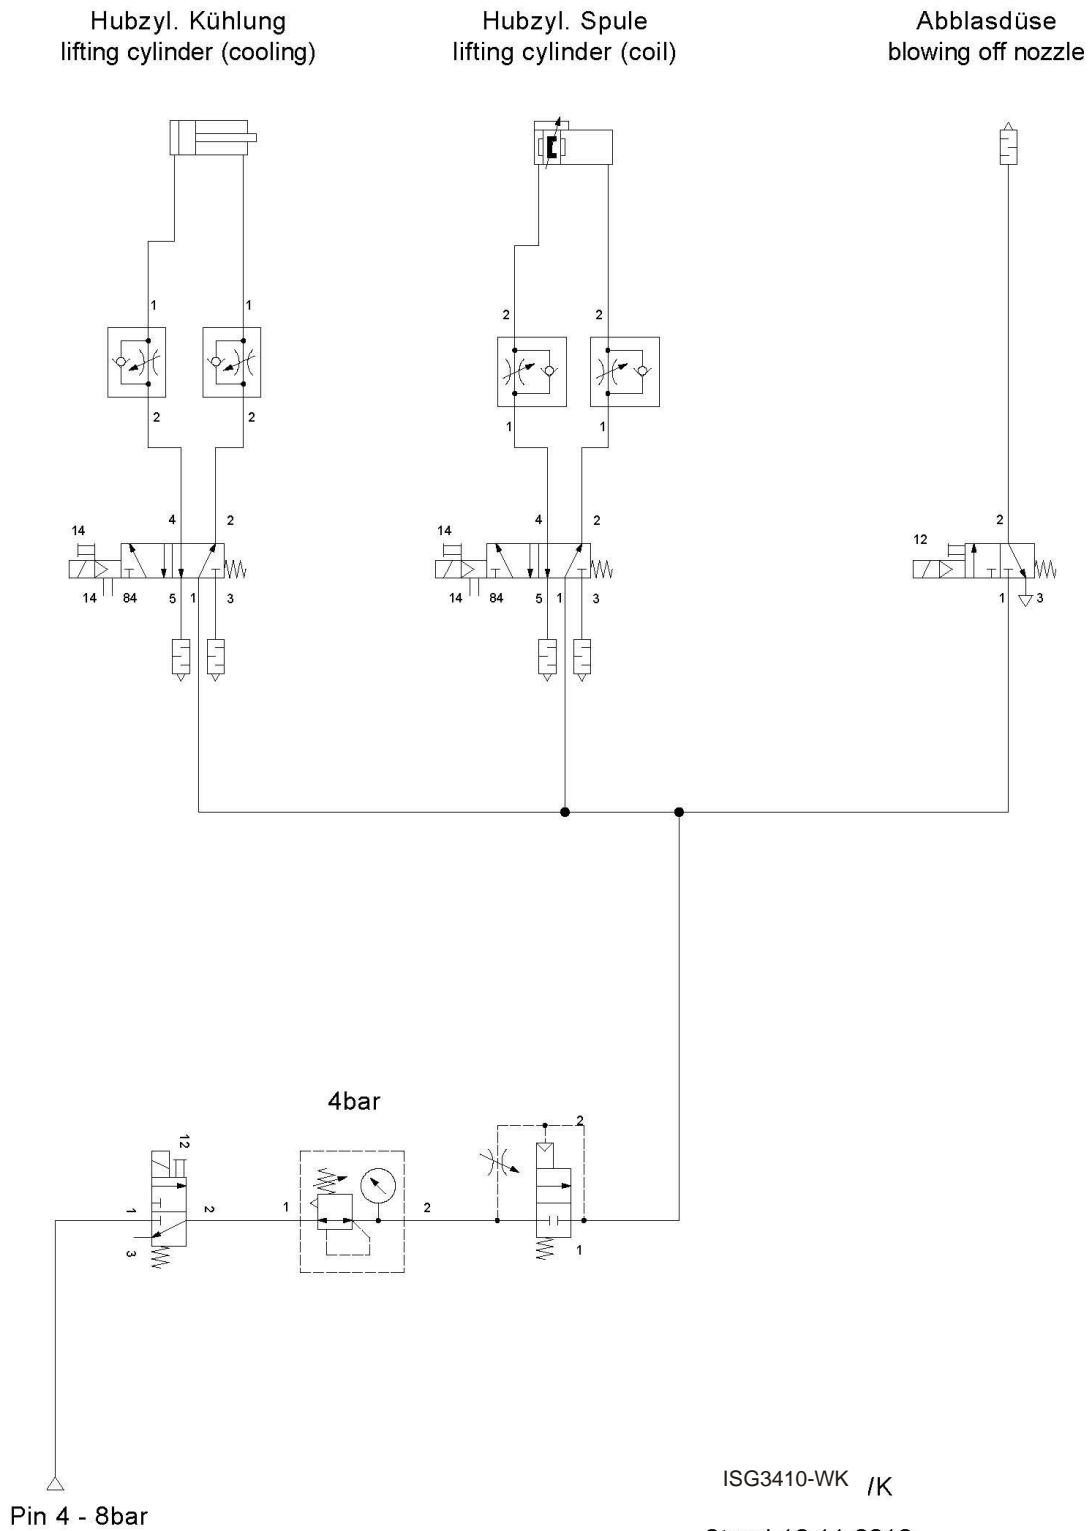 Hubzyl. Kühlung
lifting cylinder (cooling)
Hubzyl. Spule
lifting cylinder (coil)
Abblasdüse
blowing off nozzle
1 1
2 2
2 2
1 1
4 2
14
14 84 5 1 3
4 2
14
14 84 5 1 3
2
12
1 3
4bar
12
1 2
3
1 2
2
1
Pin 4 - 8bar
ISG3410-WK /K